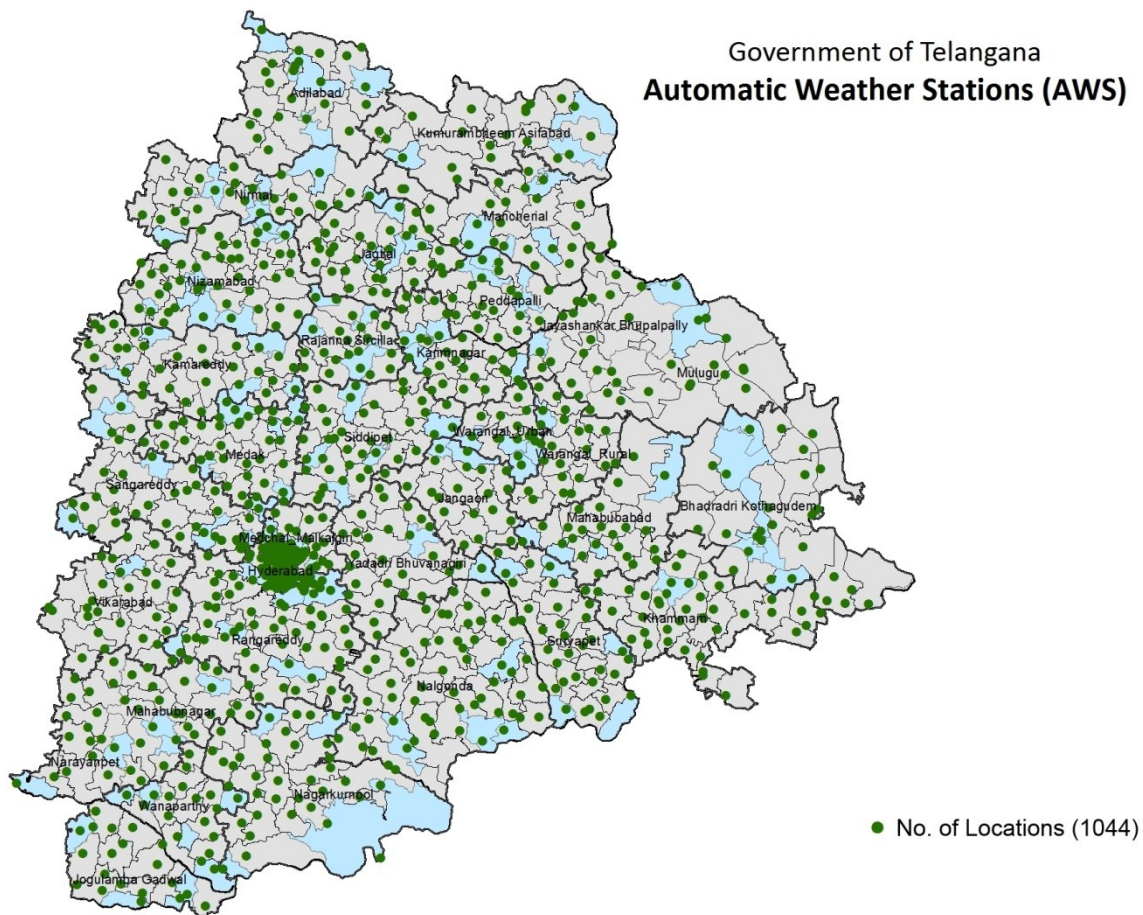 Government of Telangana
Automatic Weather Stations (AWS)
Adilabad
Kumurambheem Asifabad
Nirmal
Mancherial
Jagtial
Nizamabad
Peddapalli
Jayashankar Bhupalpally
Rajanna Sircilla
Karimnagar
Kamareddy
Mulugu
Siddipet
Warangal_Urban
Medak
Warangal_Rural
Sangareddy
Jangaon
Bhadradri Kothagudem
Mahabubabad
Medchal_Malkajgiri
Yadadri Bhuvanagiri
Hyderabad
Vikarabad
Khammam
Rangareddy
Suryapet
Nalgonda
Mahabubnagar
Narayanpet
Nagarkurnool
Wanaparthy
No. of Locations (1044)
Jogulamba Gadwal